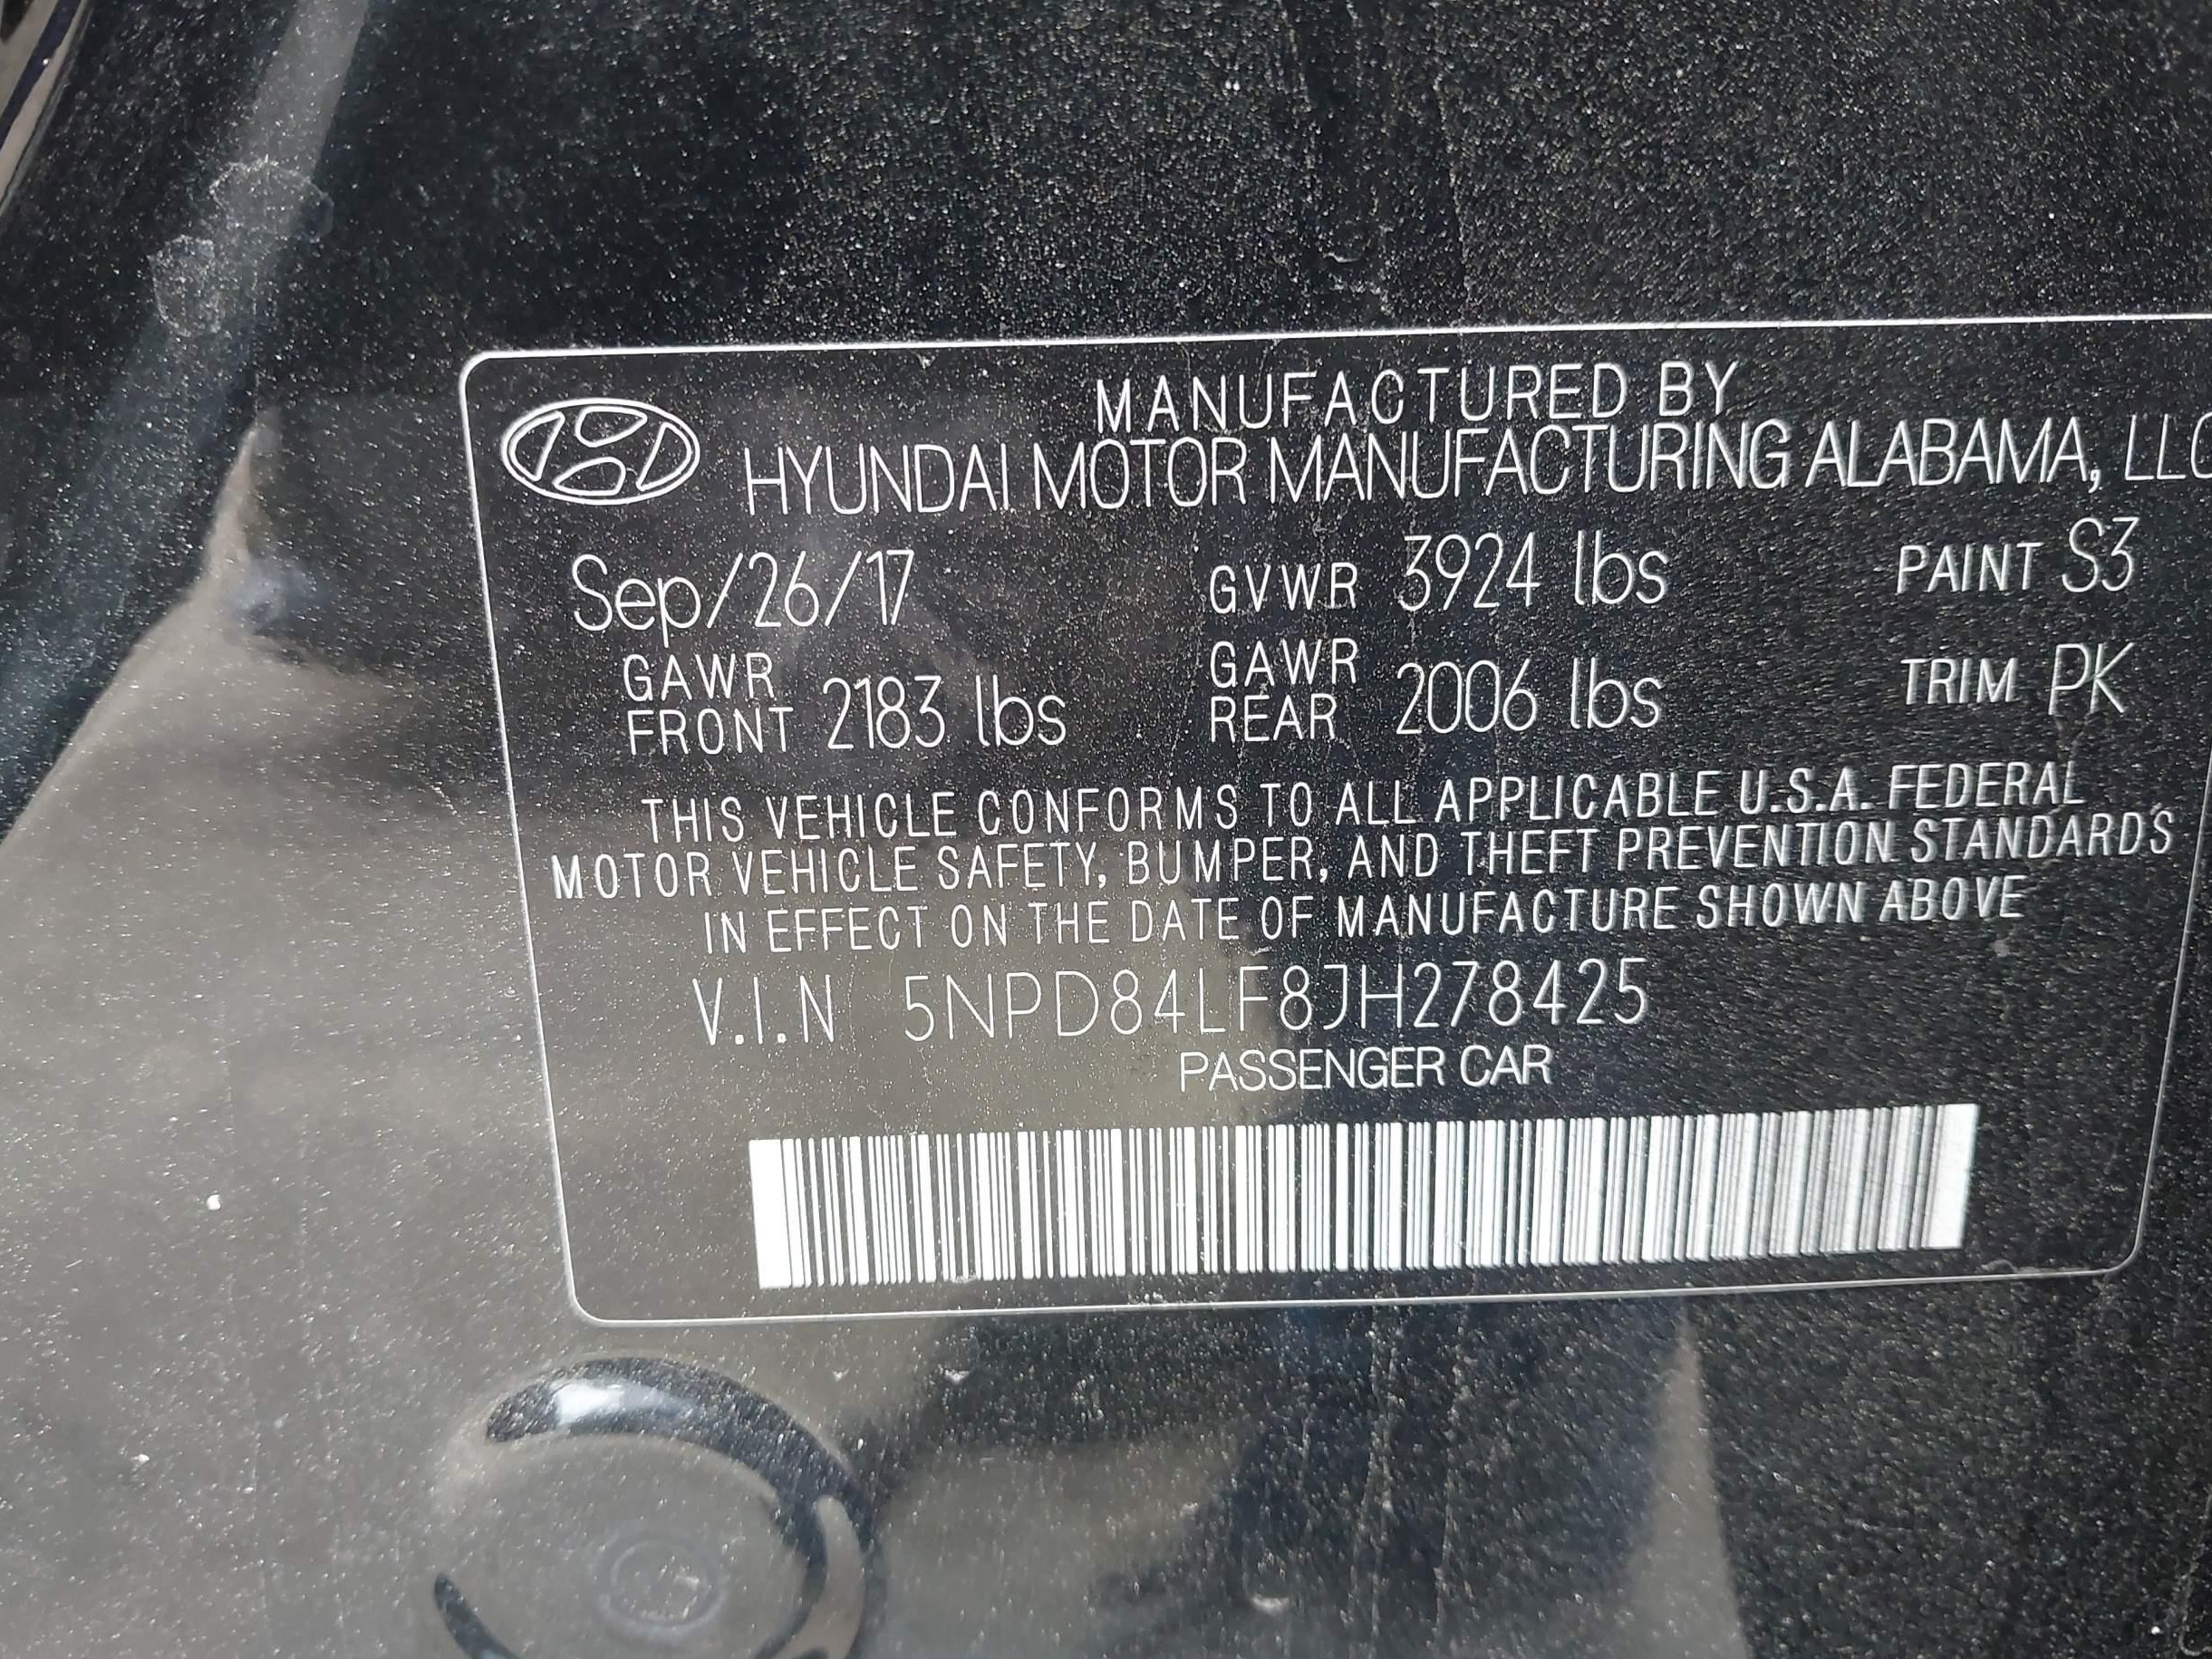 MANUFACTURED BY
HYUNDAI MOTOR MANUFACTURING ALABAMA, LLC
Sep/26/17 GVWR 3924 lbs PAINT S3
GAWR FRONT 2183 lbs GAWR REAR 2006 lbs TRIM PK
THIS VEHICLE CONFORMS TO ALL APPLICABLE U.S.A. FEDERAL
MOTOR VEHICLE SAFETY, BUMPER, AND THEFT PREVENTION STANDARDS
IN EFFECT ON THE DATE OF MANUFACTURE SHOWN ABOVE
V.I.N 5NPD84LF8JH278425
PASSENGER CAR